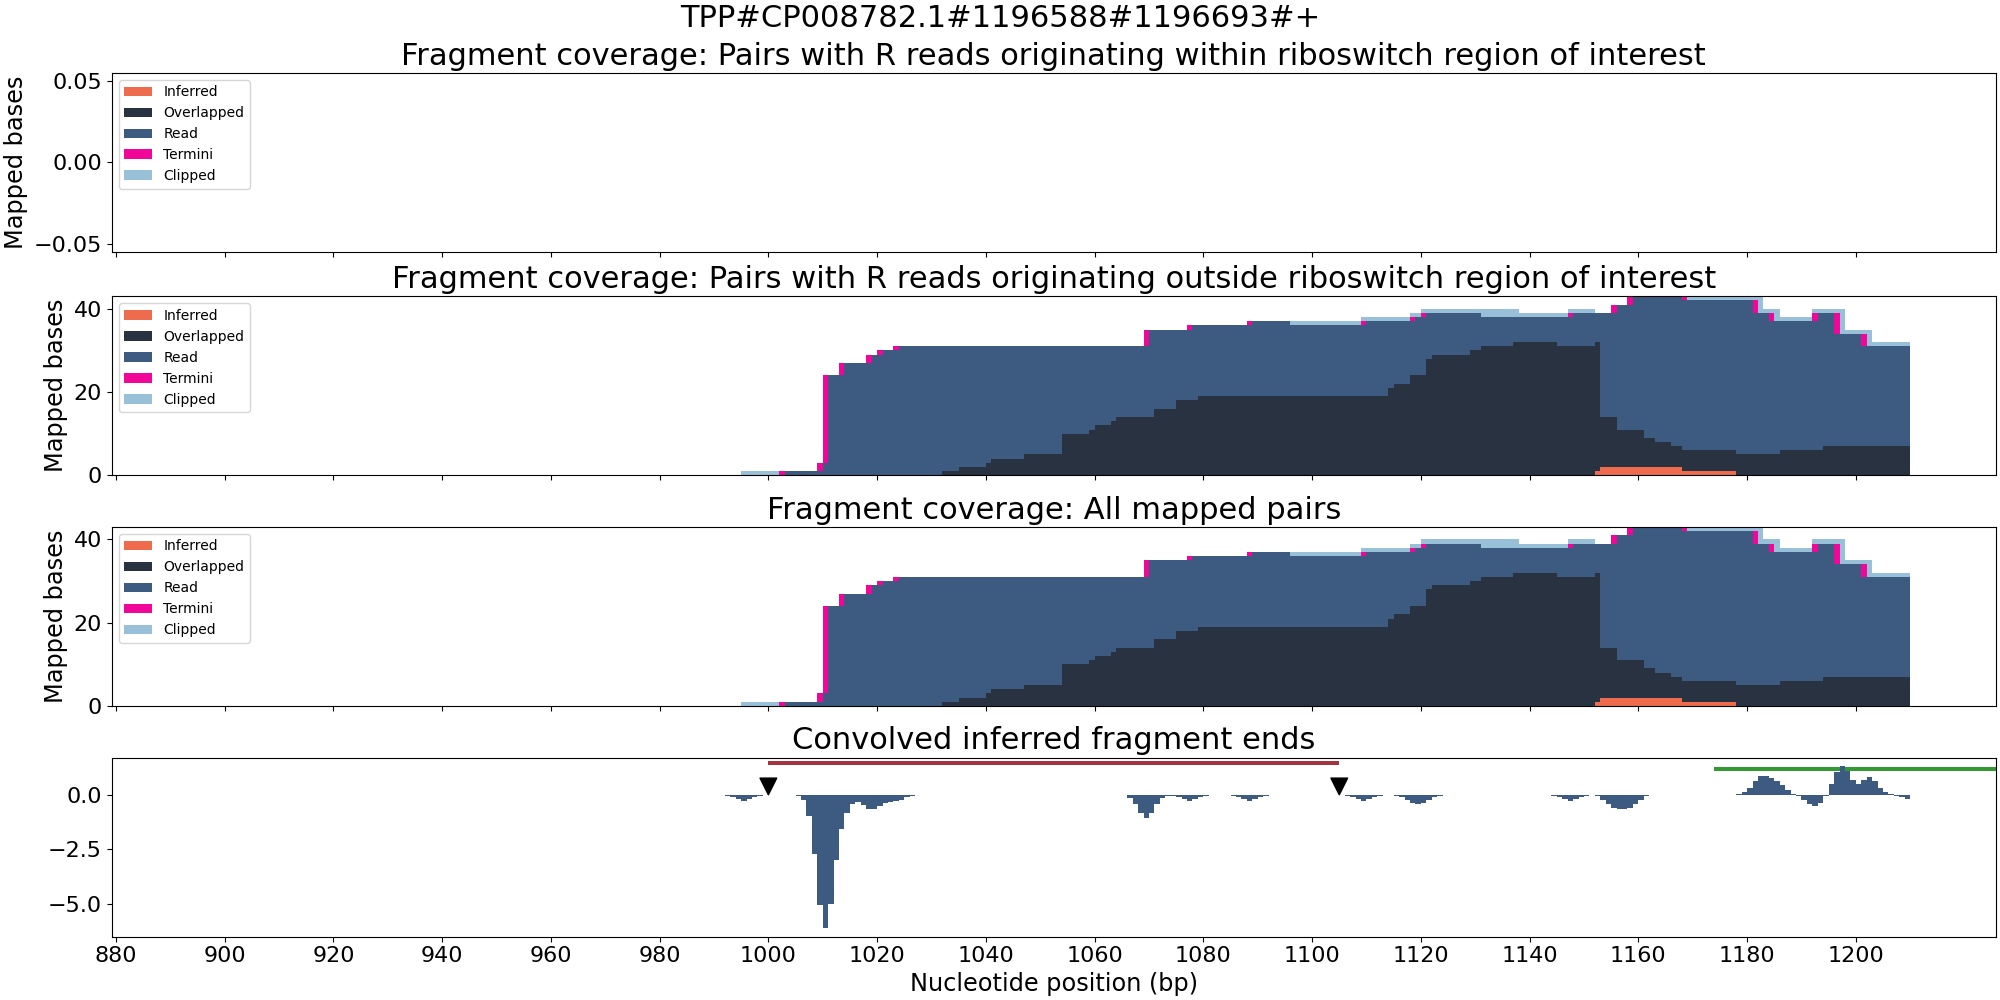 TPP#CP008782.1#1196588#1196693#+
Fragment coverage: Pairs with R reads originating within riboswitch region of interest
Mapped bases
0.05
0.00
−0.05
Inferred
Overlapped
Read
Termini
Clipped
Fragment coverage: Pairs with R reads originating outside riboswitch region of interest
Mapped bases
40
20
0
Inferred
Overlapped
Read
Termini
Clipped
Fragment coverage: All mapped pairs
Mapped bases
40
20
0
Inferred
Overlapped
Read
Termini
Clipped
Convolved inferred fragment ends
0.0
−2.5
−5.0
880 900 920 940 960 980 1000 1020 1040 1060 1080 1100 1120 1140 1160 1180 1200
Nucleotide position (bp)